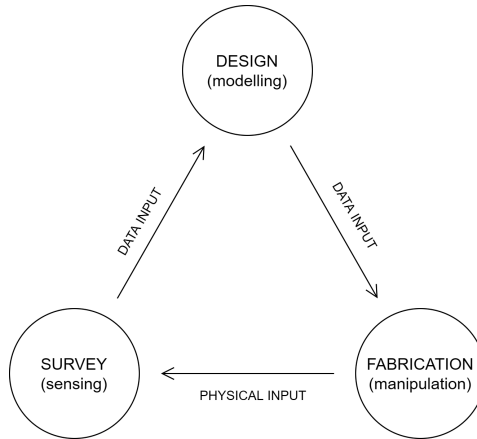 DESIGN
(modelling)
DATA INPUT
DATA INPUT
SURVEY
(sensing)
FABRICATION
(manipulation)
PHYSICAL INPUT